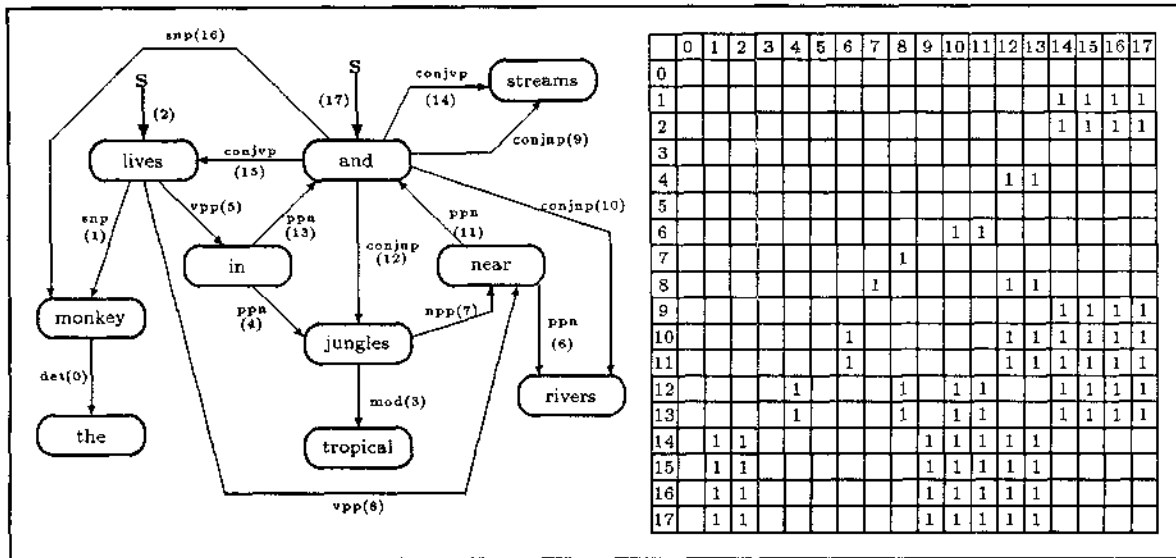 snp(16)
S
(2)
S
(17)
conjvp
(14)
streams
conjnp(9)
lives
conjvp
(15)
and
snp
(1)
vpp(5)
ppn
(13)
conjnp
(12)
ppn
(11)
conjnp(10)
in
near
monkey
ppn
(4)
jungles
npp(7)
ppn
(6)
det(0)
mod(3)
rivers
the
tropical
vpp(8)
0 1 2 3 4 5 6 7 8 9 10 11 12 13 14 15 16 17
0
1 1 1 1 1
2 1 1 1 1
3
4 1 1
5
6 1 1
7 1
8 1 1 1
9 1 1 1 1
10 1 1 1 1 1 1 1
11 1 1 1 1 1 1 1
12 1 1 1 1 1 1 1 1
13 1 1 1 1 1 1 1 1
14 1 1 1 1 1 1 1
15 1 1 1 1 1 1 1
16 1 1 1 1 1 1 1
17 1 1 1 1 1 1 1